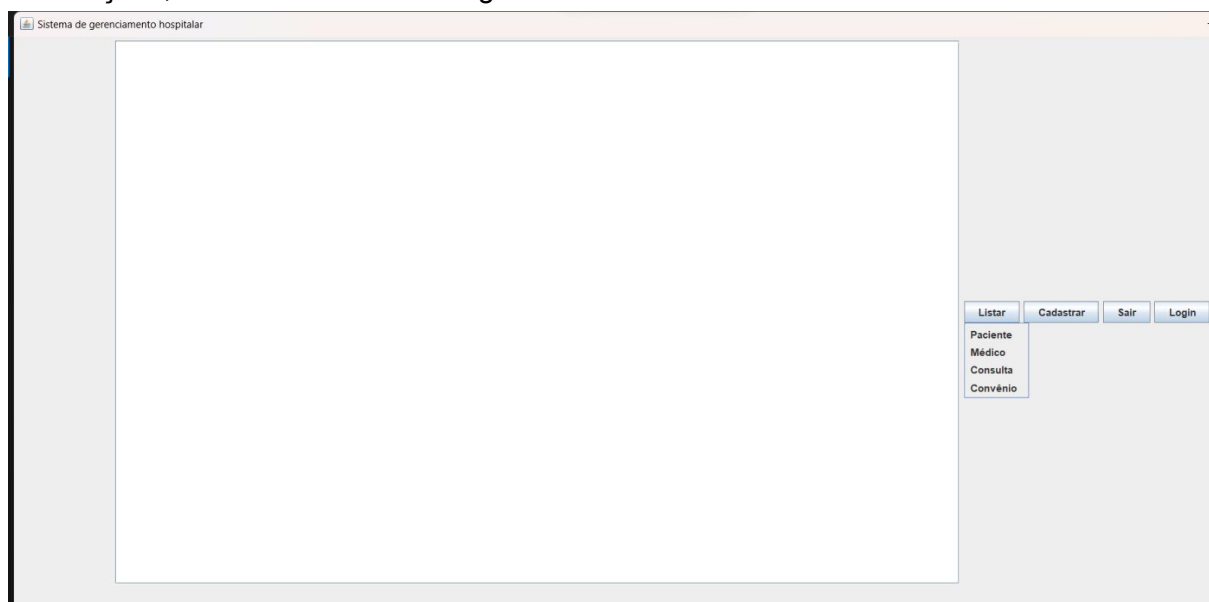 Sistema de gerenciamento hospitalar
Listar Cadastrar Sair Login
Paciente
Médico
Consulta
Convênio